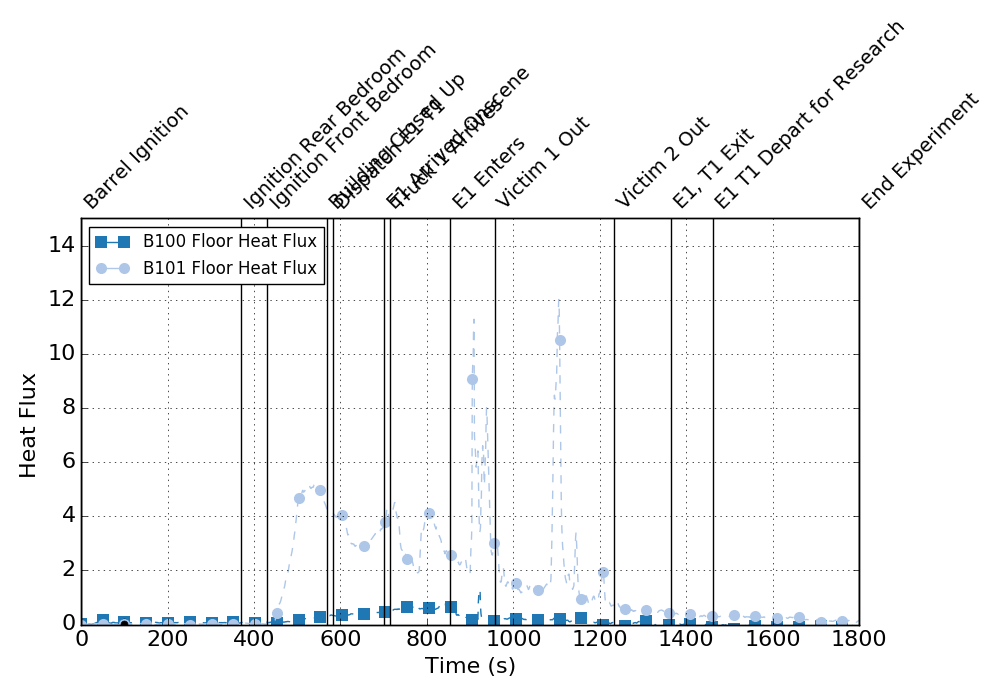 Barrel Ignition
Ignition Rear Bedroom
Ignition Front Bedroom
Building Closed Up
Dispatch E1 T1
E1 Arrived Onscene
Truck 1 Arrives
E1 Enters
Victim 1 Out
Victim 2 Out
E1, T1 Exit
E1 T1 Depart for Research
End Experiment
B100 Floor Heat Flux
B101 Floor Heat Flux
14
12
10
8
6
4
2
0
Heat Flux
0 200 400 600 800 1000 1200 1400 1600 1800
Time (s)